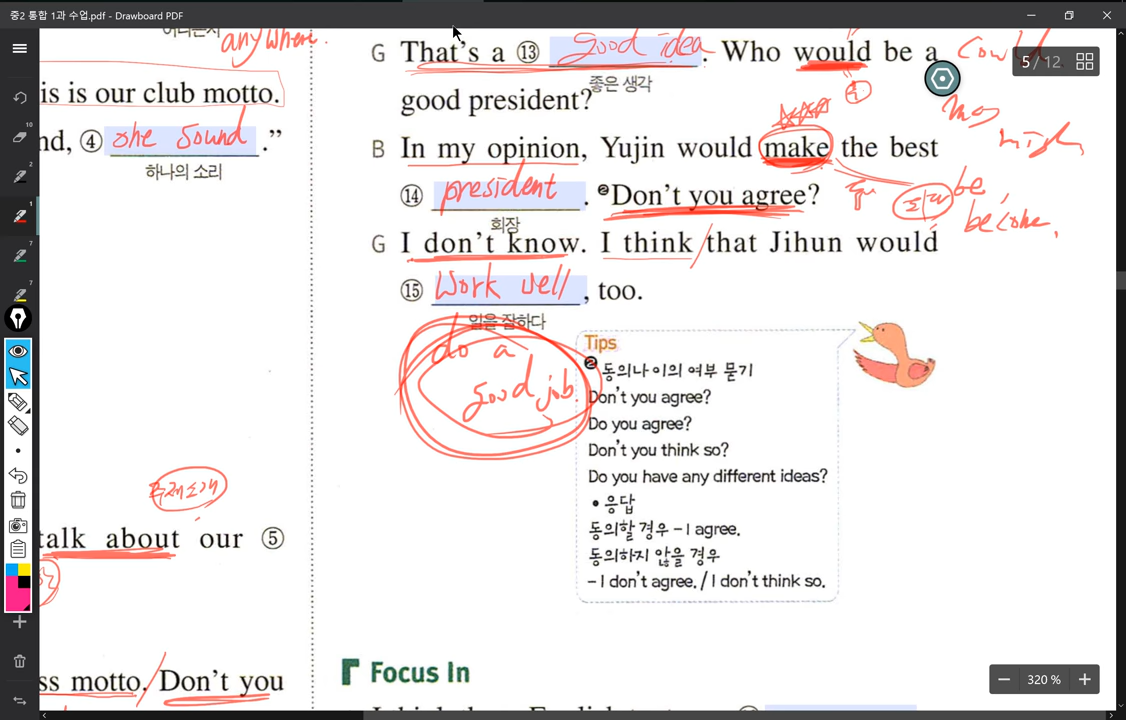 중2 통합 1과 수업.pdf - Drawboard PDF
anywhere.
G That's a ⑬ good idea. Who would be a
좋은 생각
5 / 12
good president?
is is our club motto.
nd, ④ one sound."
하나의 소리
B In my opinion, Yujin would make the best
⑭ president. ❷Don't you agree?
회장
be
become,
G I don't know. I think/that Jihun would
⑮ work well, too.
일을 잘하다
do a
good job.
Tips
❷ 동의나 이의 여부 묻기
Don't you agree?
Do you agree?
Don't you think so?
Do you have any different ideas?
• 응답
동의할 경우 – I agree.
동의하지 않을 경우
– I don't agree. / I don't think so.
talk about our ⑤
ss motto. / Don't you
Focus In
320 %